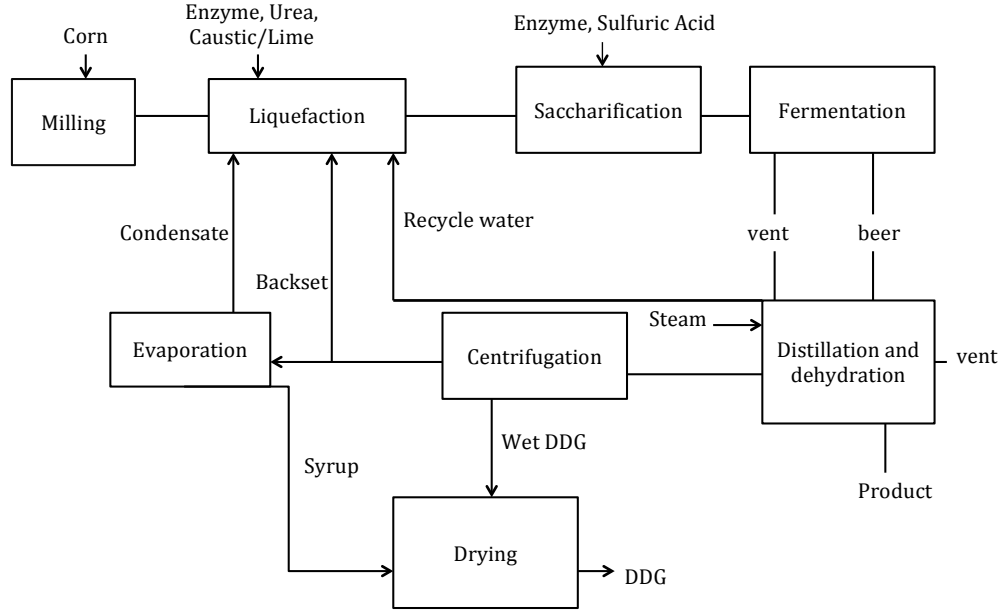 Enzyme, Urea,
Caustic/Lime
Enzyme, Sulfuric Acid
Corn
Milling
Liquefaction
Saccharification
Fermentation
Condensate
Recycle water
vent
beer
Backset
Steam
Evaporation
Centrifugation
Distillation and
dehydration
vent
Wet DDG
Syrup
Product
Drying
DDG